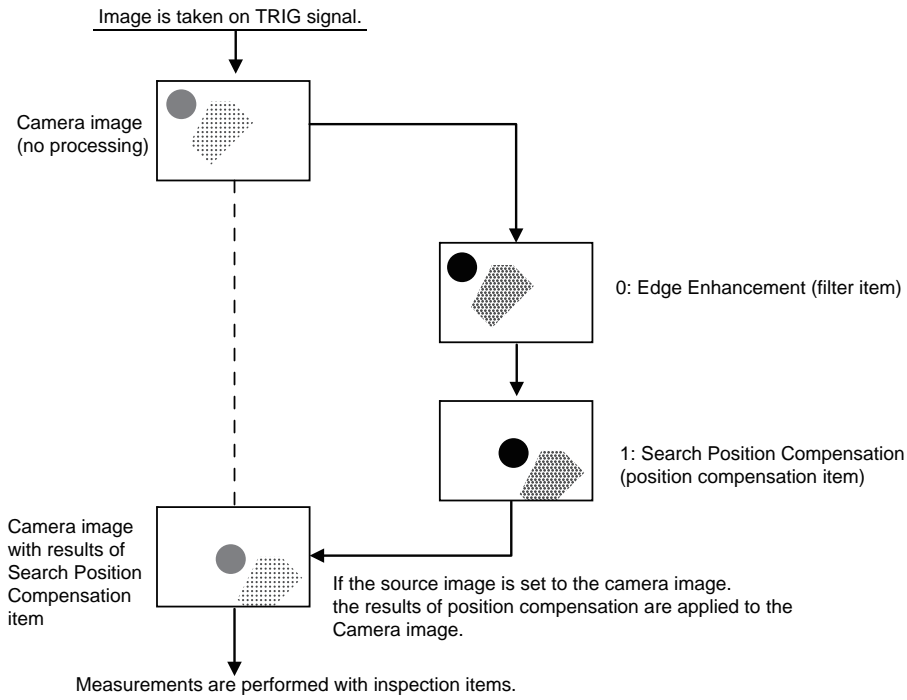 Image is taken on TRIG signal.
Camera image
(no processing)
0: Edge Enhancement (filter item)
1: Search Position Compensation
(position compensation item)
Camera image
with results of
Search Position
Compensation
item
If the source image is set to the camera image.
the results of position compensation are applied to the
Camera image.
Measurements are performed with inspection items.